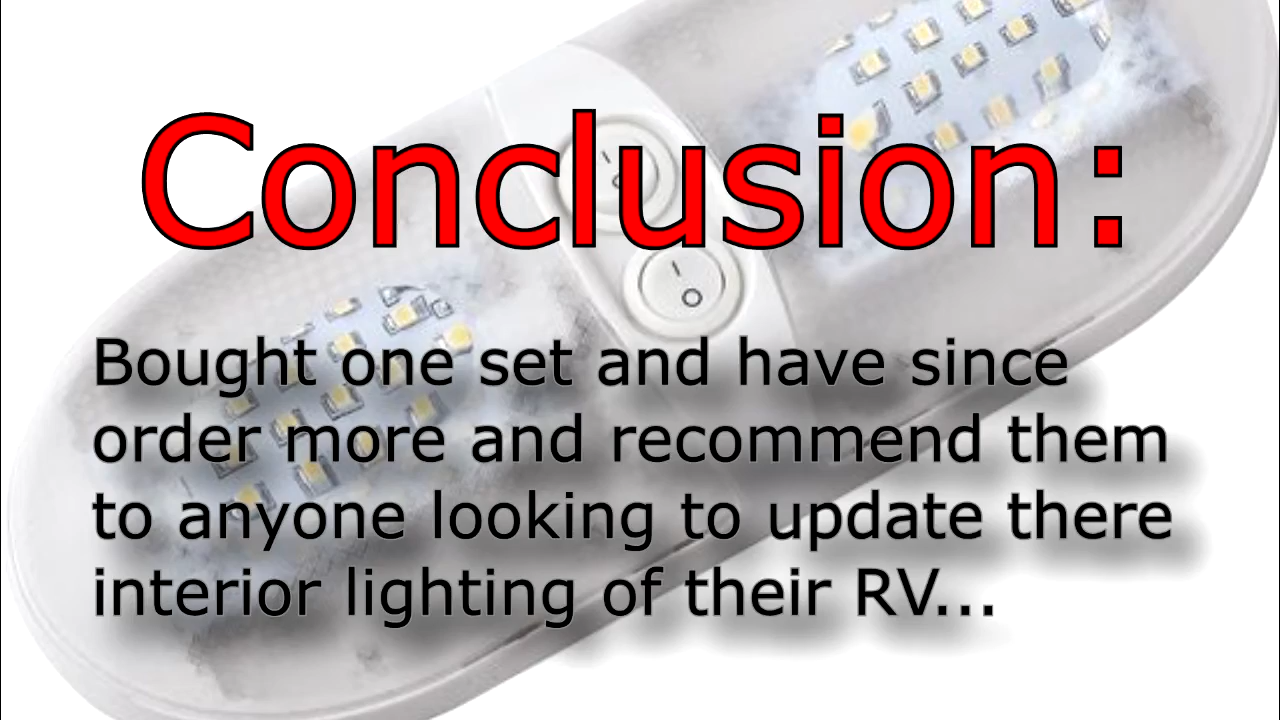 Conclusion:
Bought one set and have since
order more and recommend them
to anyone looking to update there
interior lighting of their RV...